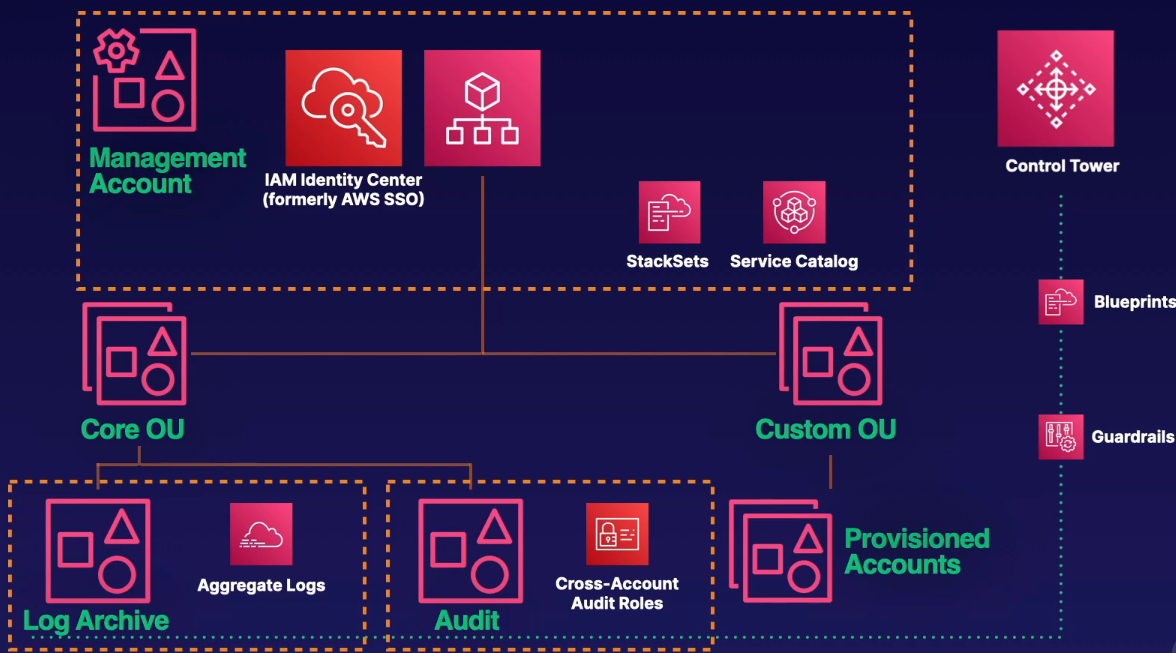 Management
Account
IAM Identity Center
(formerly AWS SSO)
StackSets
Service Catalog
Control Tower
Blueprints
Guardrails
Core OU
Custom OU
Log Archive
Aggregate Logs
Audit
Cross-Account
Audit Roles
Provisioned
Accounts